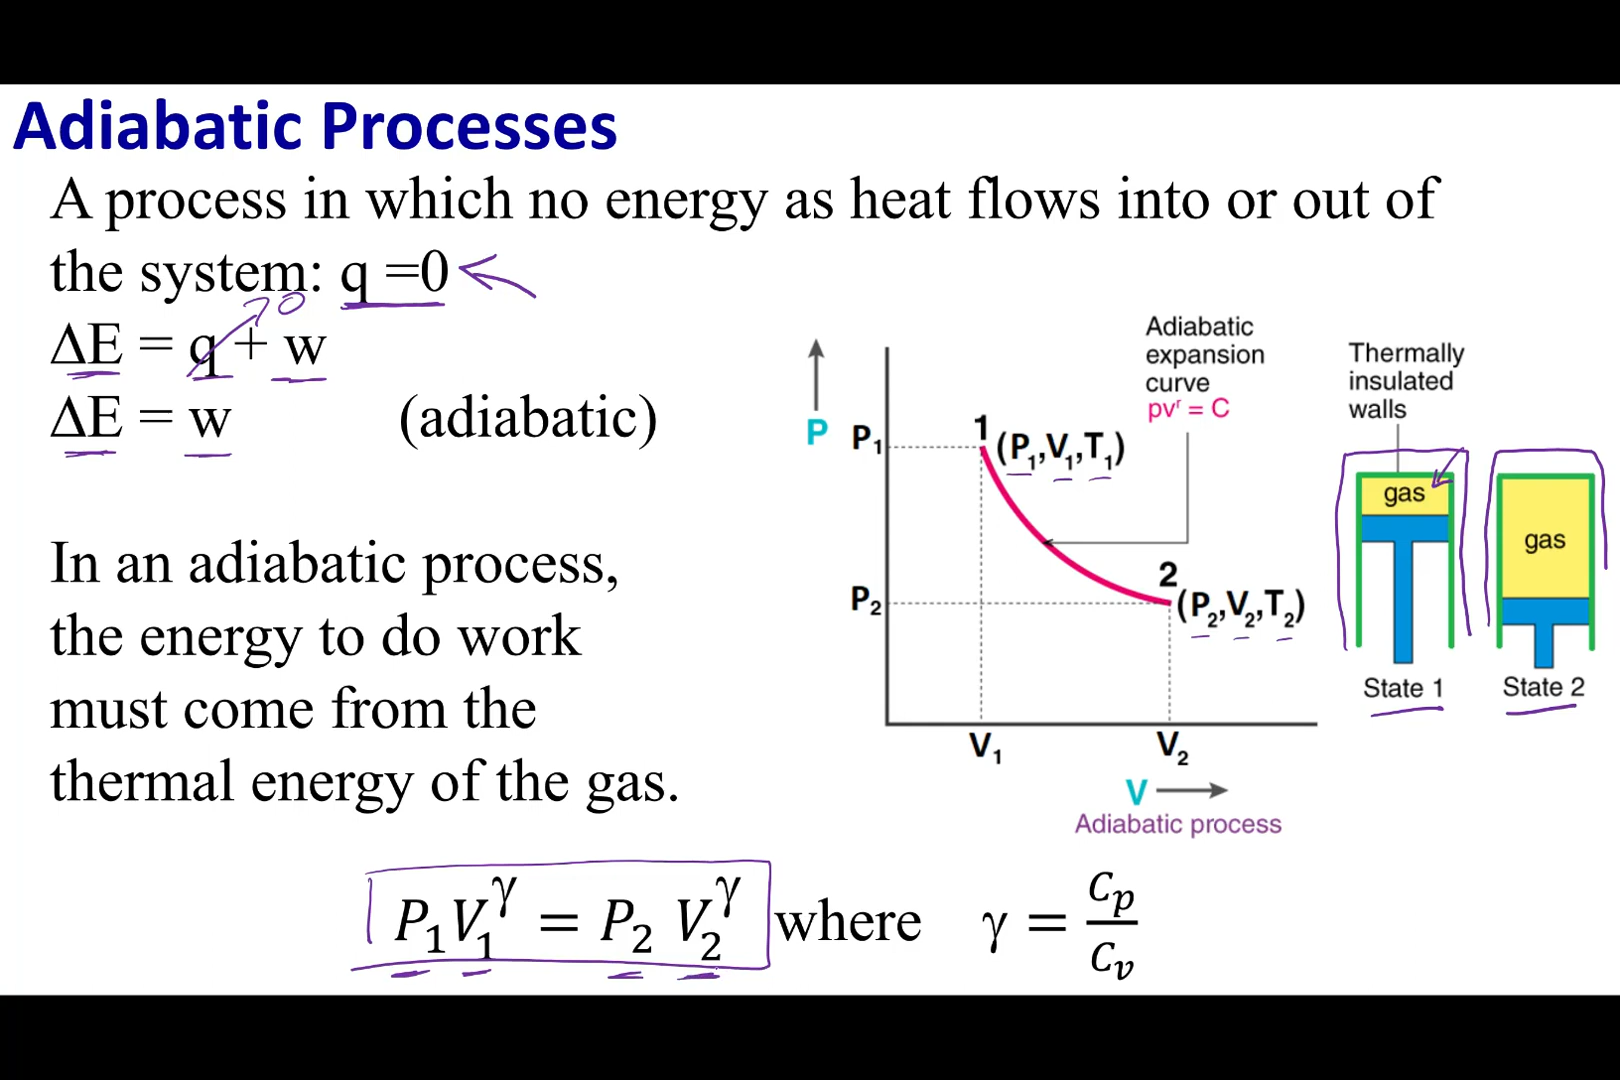 Adiabatic Processes
A process in which no energy as heat flows into or out of
the system: q =0
0
ΔE = q + w
ΔE = w (adiabatic)
In an adiabatic process,
the energy to do work
must come from the
thermal energy of the gas.
Adiabatic
expansion
curve
pvʳ = C
P
P₁
1
(P₁,V₁,T₁)
P₂
2
(P₂,V₂,T₂)
V₁
V₂
V
Adiabatic process
Thermally
insulated
walls
gas
gas
State 1
State 2
P₁V₁^γ = P₂ V₂^γ where γ = Cₚ/Cᵥ